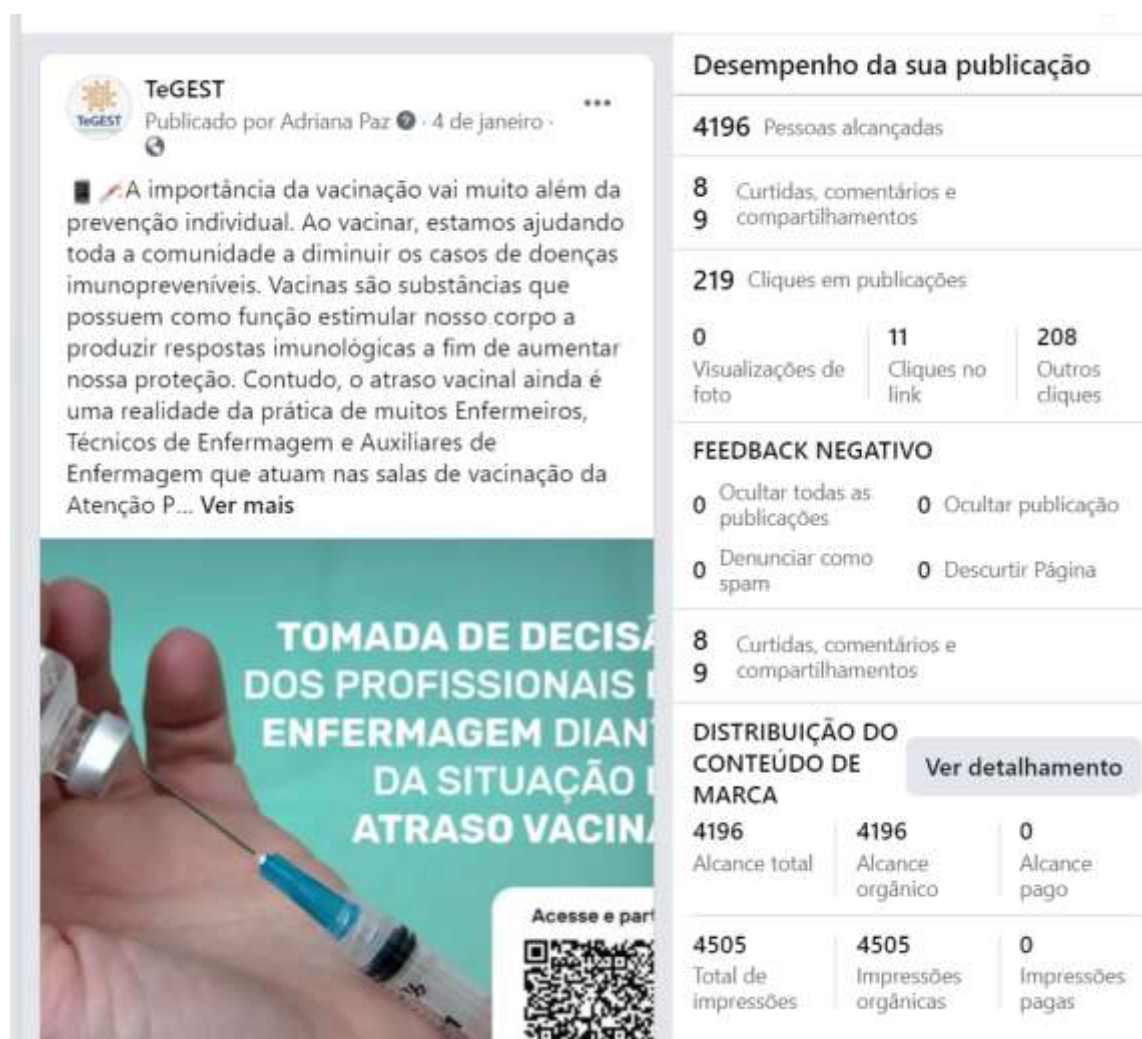 TeGEST
TeGEST
Publicado por Adriana Paz · 4 de janeiro ·
A importância da vacinação vai muito além da
prevenção individual. Ao vacinar, estamos ajudando
toda a comunidade a diminuir os casos de doenças
imunopreveníveis. Vacinas são substâncias que
possuem como função estimular nosso corpo a
produzir respostas imunológicas a fim de aumentar
nossa proteção. Contudo, o atraso vacinal ainda é
uma realidade da prática de muitos Enfermeiros,
Técnicos de Enfermagem e Auxiliares de
Enfermagem que atuam nas salas de vacinação da
Atenção P... Ver mais
TOMADA DE DECISÃ
DOS PROFISSIONAIS
ENFERMAGEM DIAN
DA SITUAÇÃO
ATRASO VACIN
Acesse e part
Desempenho da sua publicação
4196 Pessoas alcançadas
8 Curtidas, comentários e
9 compartilhamentos
219 Cliques em publicações
0 11 208
Visualizações de Cliques no Outros
foto link cliques
FEEDBACK NEGATIVO
0 Ocultar todas as publicações
0 Ocultar publicação
0 Denunciar como spam
0 Descurtir Página
8 Curtidas, comentários e
9 compartilhamentos
DISTRIBUIÇÃO DO
CONTEÚDO DE
MARCA
Ver detalhamento
4196 4196 0
Alcance total Alcance Alcance
orgânico pago
4505 4505 0
Total de Impressões Impressões
impressões orgânicas pagas